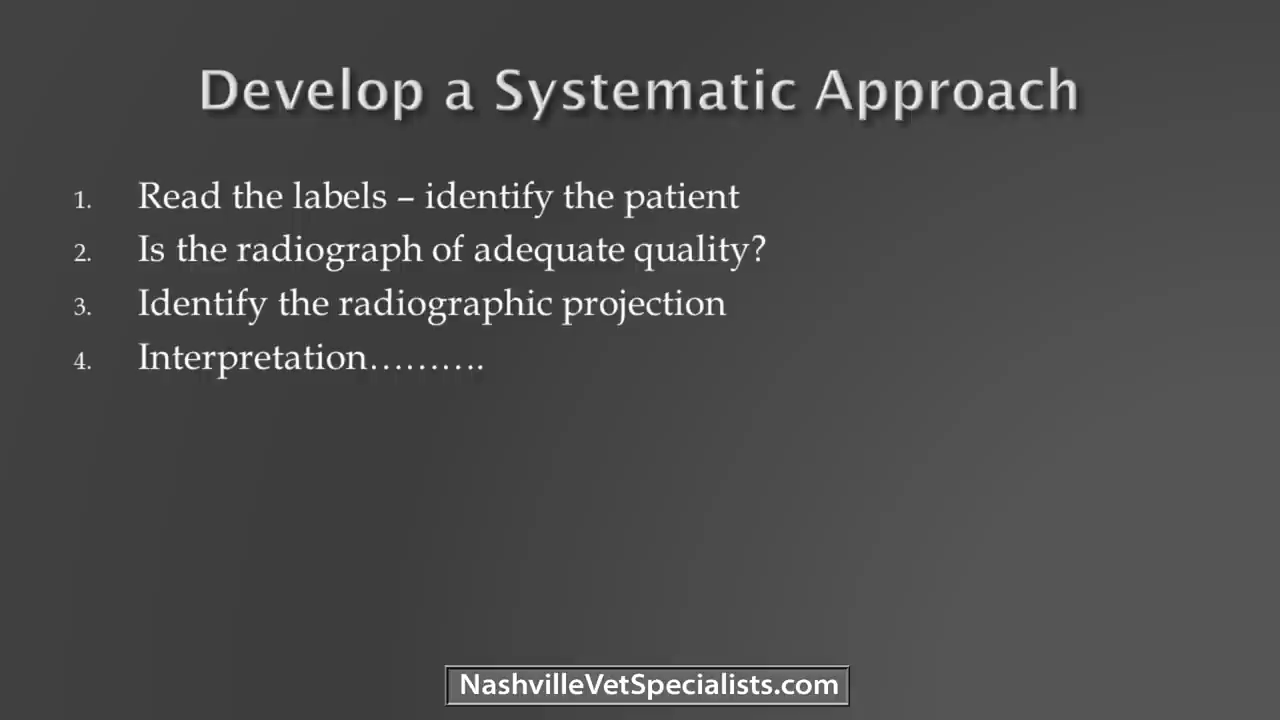 Develop a Systematic Approach
1. Read the labels – identify the patient
2. Is the radiograph of adequate quality?
3. Identify the radiographic projection
4. Interpretation……….
NashvilleVetSpecialists.com